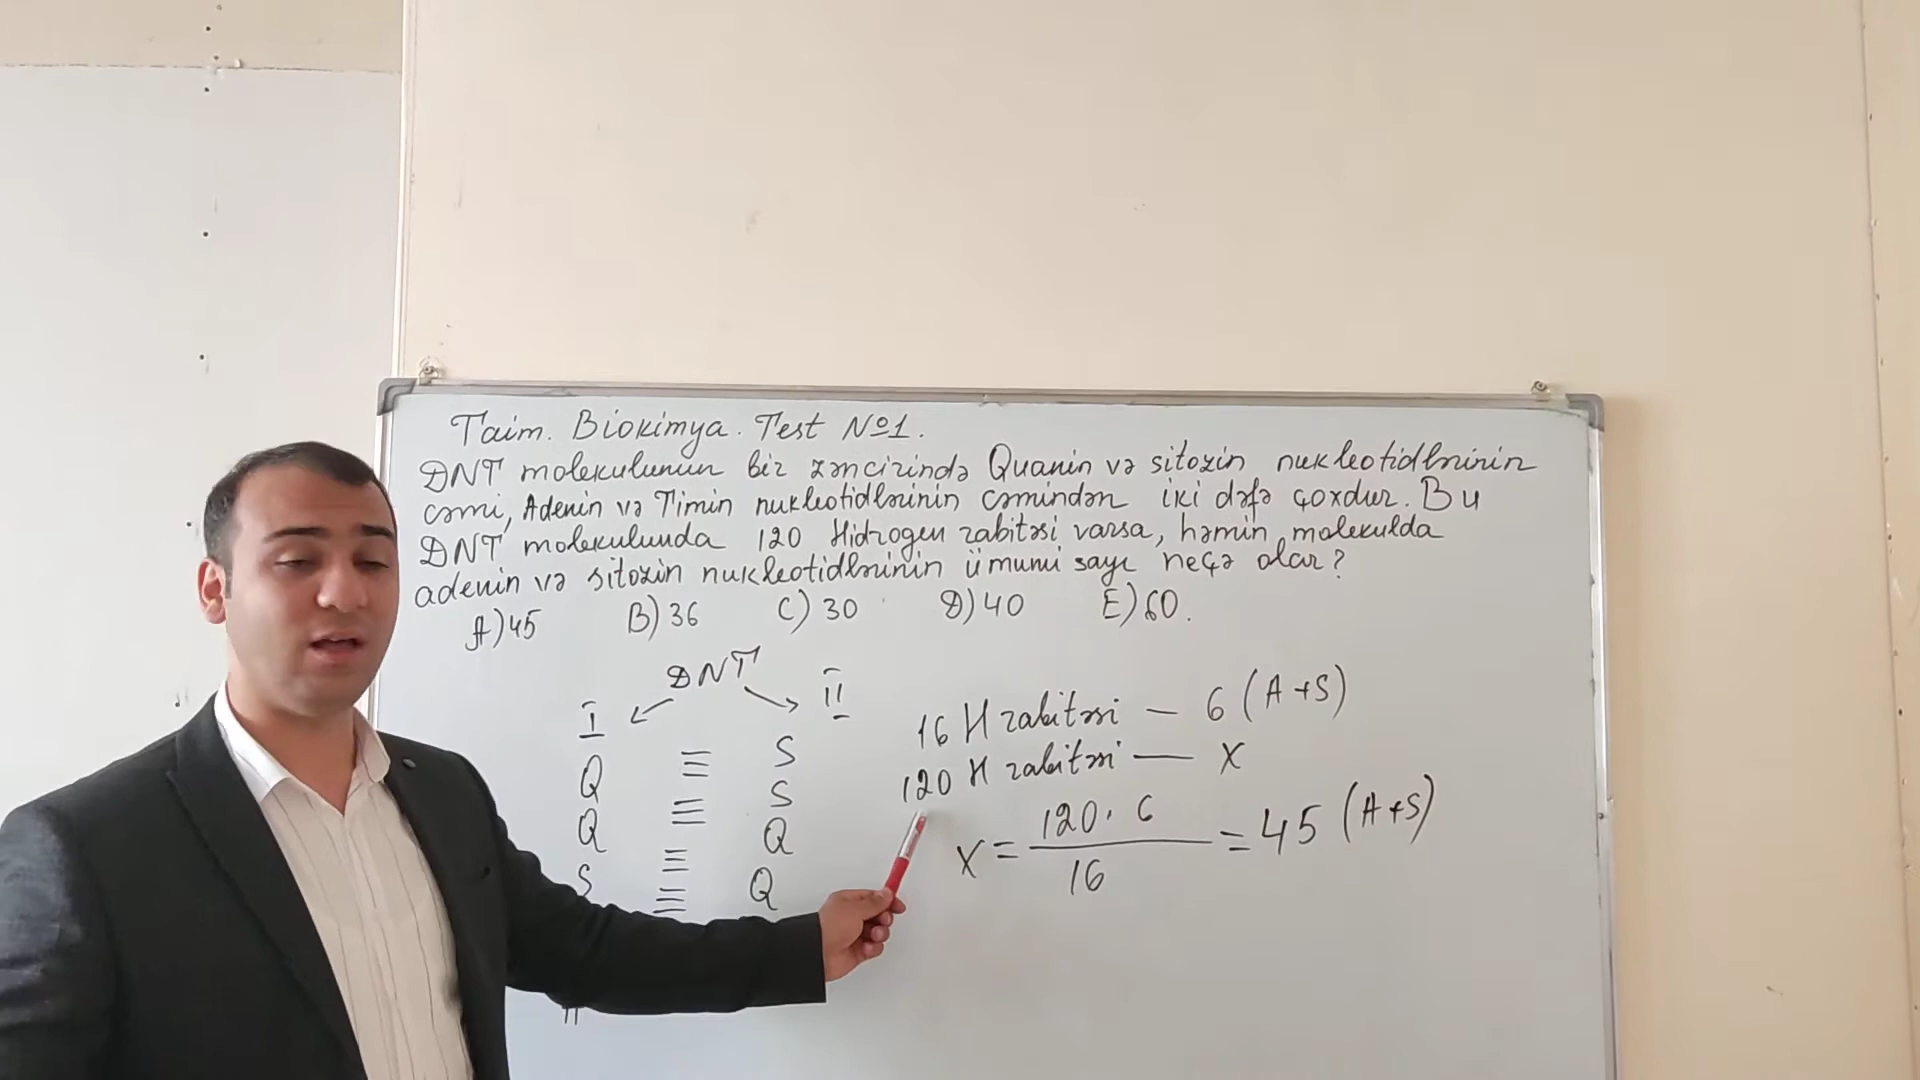 Taim. Biokimya. Test №1.
DNT molekulunun bir zəncirində Quanin və sitozin nukleotidlərinin
cəmi, Adenin və Timin nukleotidlərinin cəmindən iki dəfə çoxdur. Bu
DNT molekulunda 120 Hidrogen rabitəsi varsa, həmin molekulda
adenin və sitozin nukleotidlərinin ümumi sayı neçə olar?
A) 45 B) 36 C) 30 D) 40 E) 60.
DNT
I II
Q ≡ S
Q ≡ S
S ≡ Q
≡ Q
16 H rabitəsi — 6 (A+S)
120 H rabitəsi — X
X = 120 · 6 / 16 = 45 (A+S)